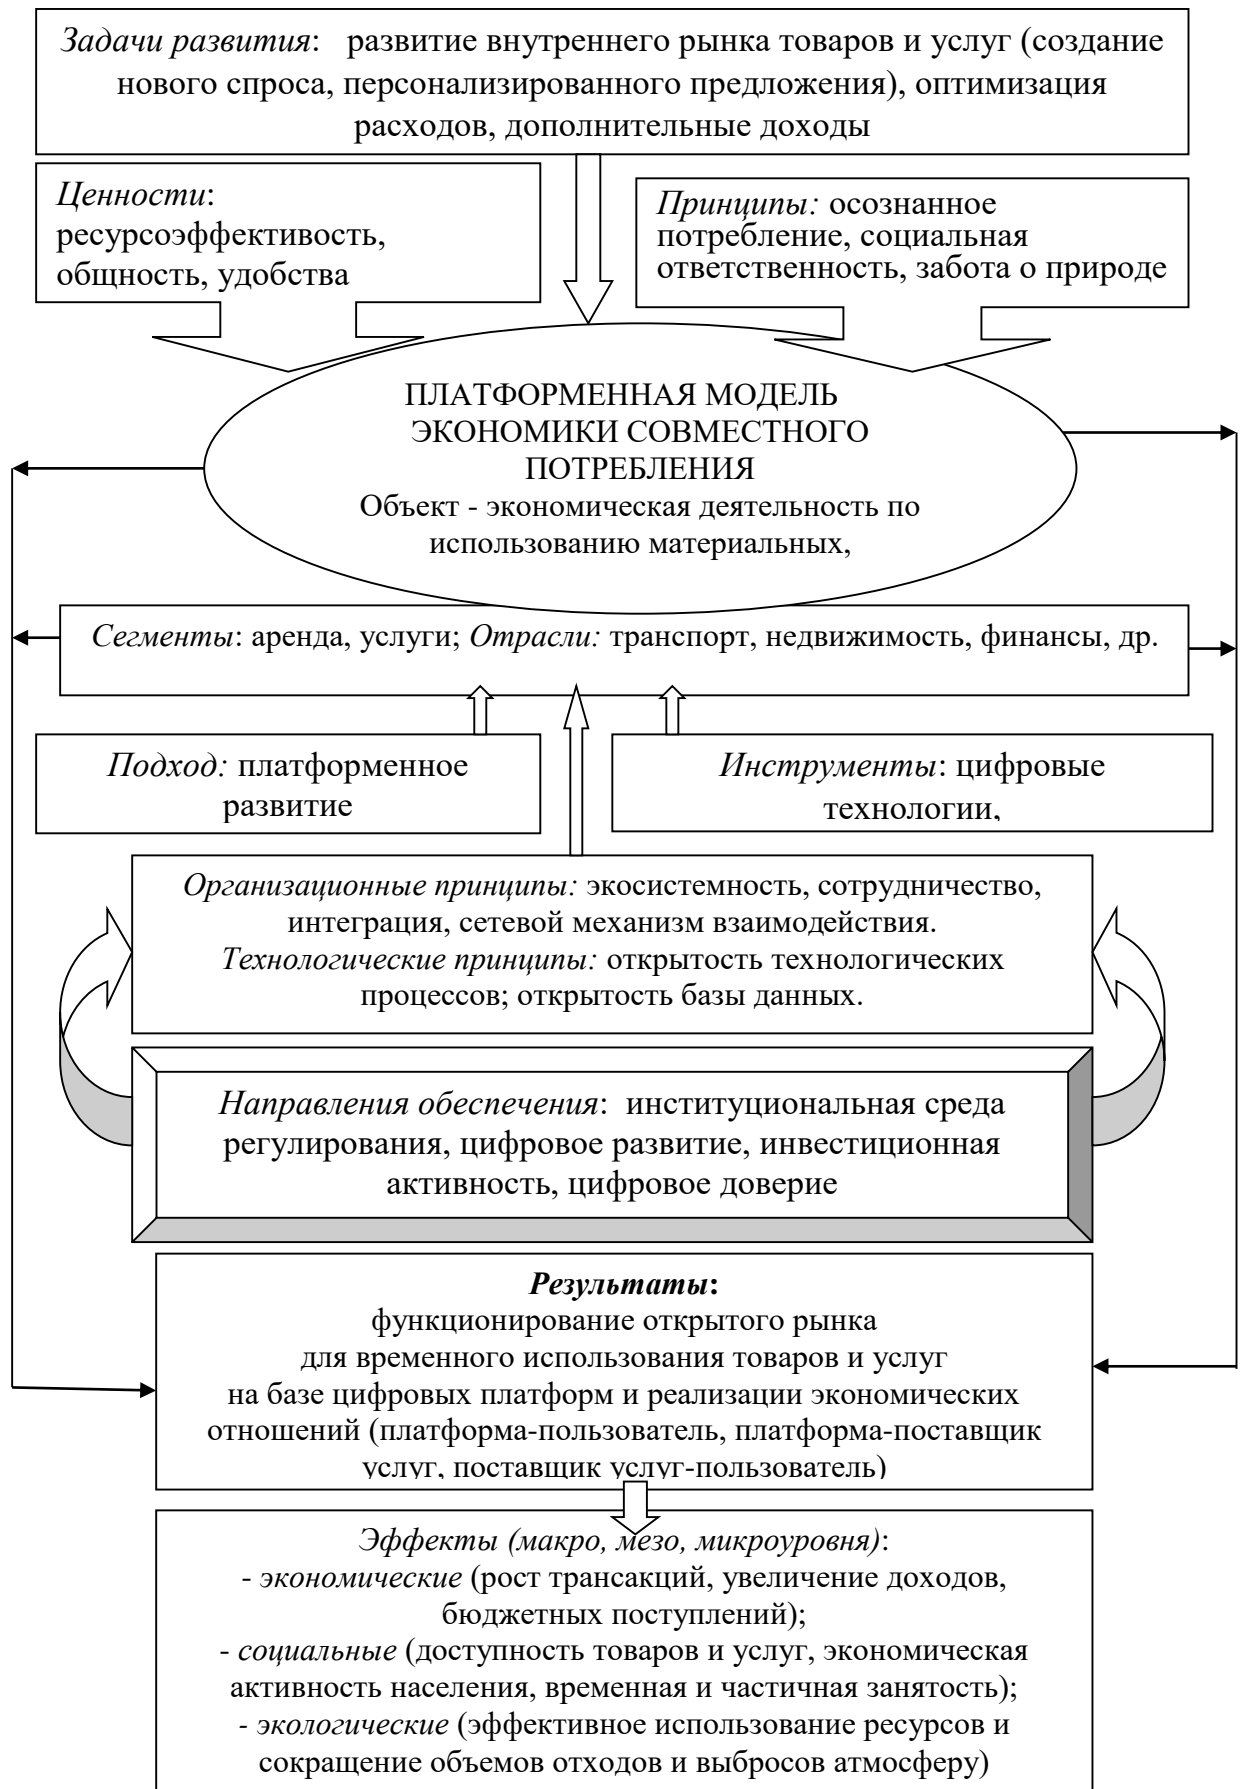 Задачи развития: развитие внутреннего рынка товаров и услуг (создание
нового спроса, персонализированного предложения), оптимизация
расходов, дополнительные доходы
Ценности:
ресурсоэффективость,
общность, удобства
Принципы: осознанное
потребление, социальная
ответственность, забота о природе
ПЛАТФОРМЕННАЯ МОДЕЛЬ
ЭКОНОМИКИ СОВМЕСТНОГО
ПОТРЕБЛЕНИЯ
Объект - экономическая деятельность по
использованию материальных,
Сегменты: аренда, услуги; Отрасли: транспорт, недвижимость, финансы, др.
Подход: платформенное
развитие
Инструменты: цифровые
технологии,
Организационные принципы: экосистемность, сотрудничество,
интеграция, сетевой механизм взаимодействия.
Технологические принципы: открытость технологических
процессов; открытость базы данных.
Направления обеспечения: институциональная среда
регулирования, цифровое развитие, инвестиционная
активность, цифровое доверие
Результаты:
функционирование открытого рынка
для временного использования товаров и услуг
на базе цифровых платформ и реализации экономических
отношений (платформа-пользователь, платформа-поставщик
услуг, поставщик услуг-пользователь)
Эффекты (макро, мезо, микроуровня):
- экономические (рост трансакций, увеличение доходов,
бюджетных поступлений);
- социальные (доступность товаров и услуг, экономическая
активность населения, временная и частичная занятость);
- экологические (эффективное использование ресурсов и
сокращение объемов отходов и выбросов атмосферу)